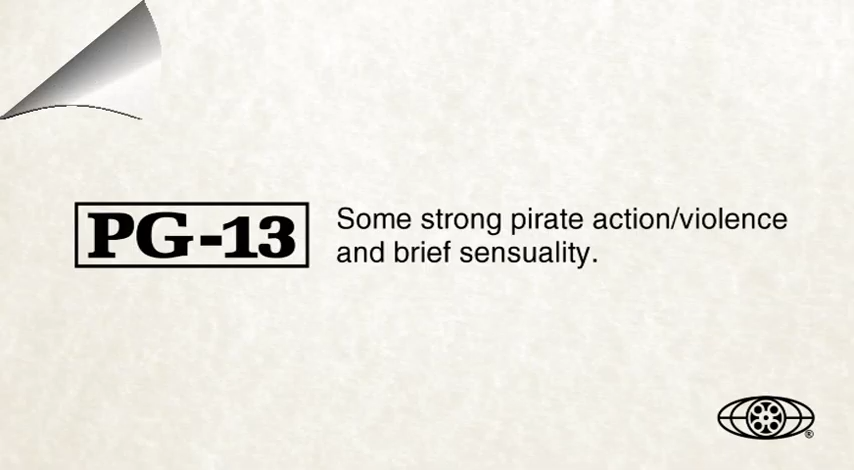 PG-13
Some strong pirate action/violence
and brief sensuality.
®